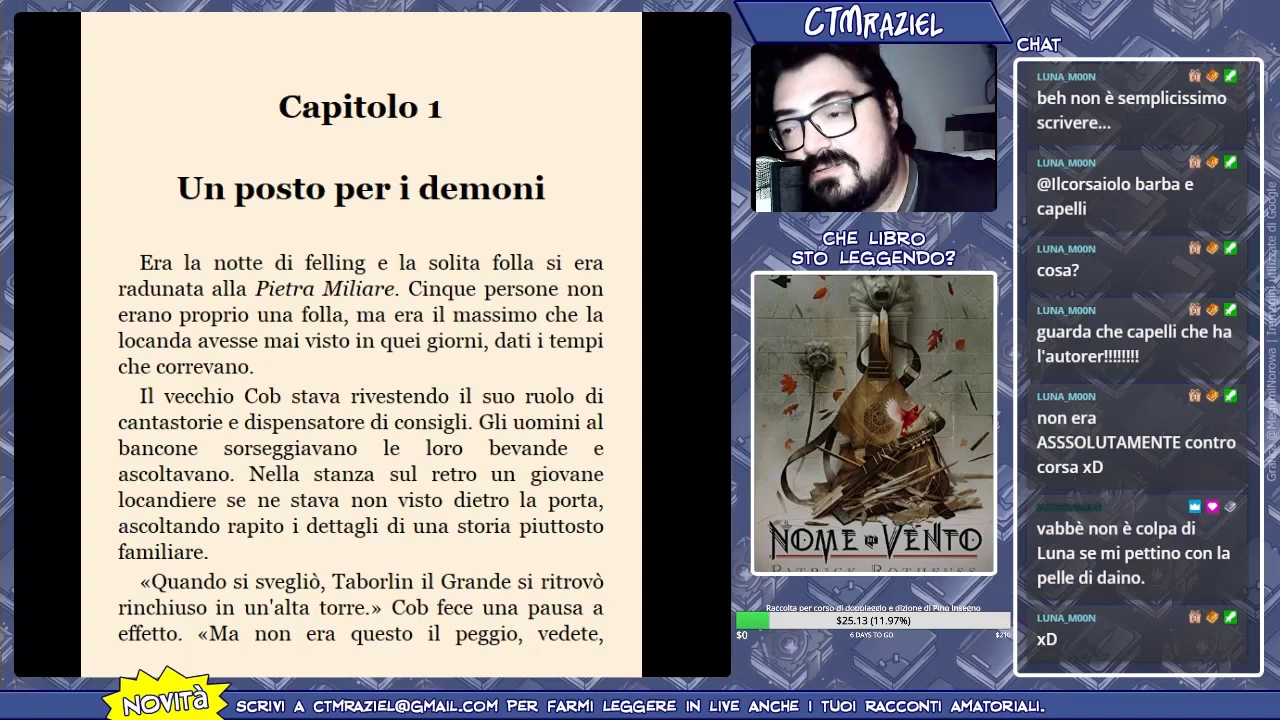 Capitolo 1
Un posto per i demoni
Era la notte di felling e la solita folla si era
radunata alla Pietra Miliare. Cinque persone non
erano proprio una folla, ma era il massimo che la
locanda avesse mai visto in quei giorni, dati i tempi
che correvano.
Il vecchio Cob stava rivestendo il suo ruolo di
cantastorie e dispensatore di consigli. Gli uomini al
bancone sorseggiavano le loro bevande e
ascoltavano. Nella stanza sul retro un giovane
locandiere se ne stava non visto dietro la porta,
ascoltando rapito i dettagli di una storia piuttosto
familiare.
«Quando si svegliò, Taborlin il Grande si ritrovò
rinchiuso in un'alta torre.» Cob fece una pausa a
effetto. «Ma non era questo il peggio, vedete,
CTMRAZIEL
CHE LIBRO
STO LEGGENDO?
NOME DEL VENTO
PATRICK ROTHFUSS
Raccolta per corso di doppiaggio e dizione di Pino Insegno
$25.13 (11.97%)
$0
6 DAYS TO GO
$210
CHAT
LUNA_M00N
beh non è semplicissimo
scrivere...
LUNA_M00N
@Ilcorsaiolo barba e
capelli
LUNA_M00N
cosa?
LUNA_M00N
guarda che capelli che ha
l'autorer!!!!!!!!
LUNA_M00N
non era
ASSSOLUTAMENTE contro
corsa xD
vabbè non è colpa di
Luna se mi pettino con la
pelle di daino.
LUNA_M00N
xD
NOVITÀ
SCRIVI A CTMRAZIEL@GMAIL.COM PER FARMI LEGGERE IN LIVE ANCHE I TUOI RACCONTI AMATORIALI.